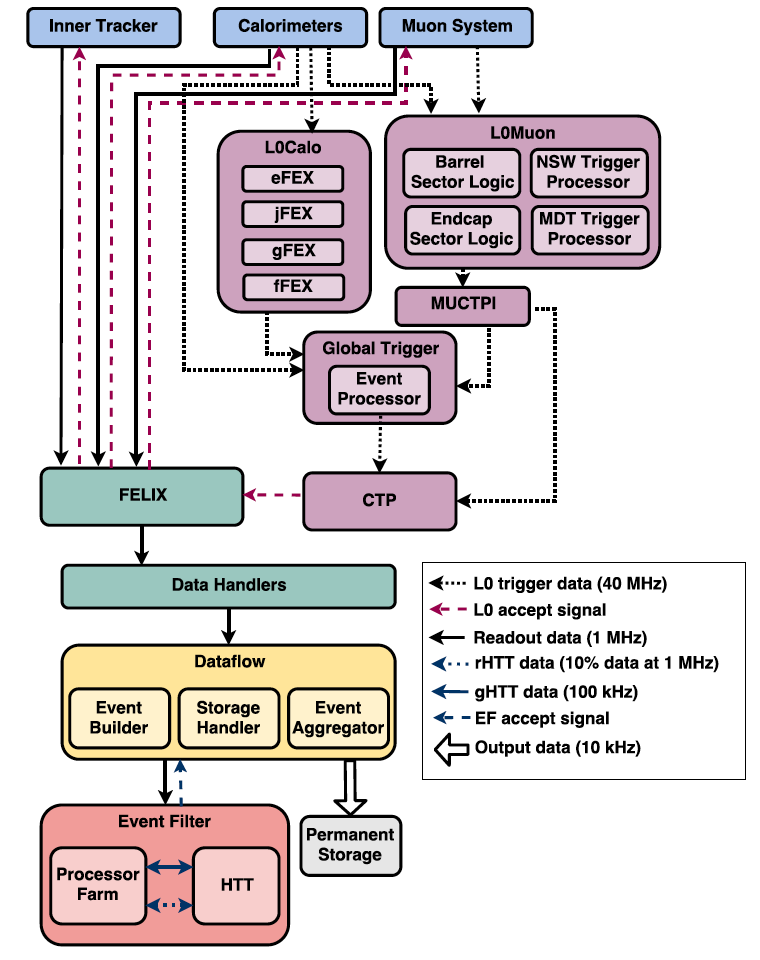 Inner Tracker
Calorimeters
Muon System
L0Calo
eFEX
jFEX
gFEX
fFEX
L0Muon
Barrel
Sector Logic
NSW Trigger
Processor
Endcap
Sector Logic
MDT Trigger
Processor
MUCTPI
Global Trigger
Event
Processor
FELIX
CTP
Data Handlers
Dataflow
Event
Builder
Storage
Handler
Event
Aggregator
Event Filter
Processor
Farm
HTT
Permanent
Storage
L0 trigger data (40 MHz)
L0 accept signal
Readout data (1 MHz)
rHTT data (10% data at 1 MHz)
gHTT data (100 kHz)
EF accept signal
Output data (10 kHz)